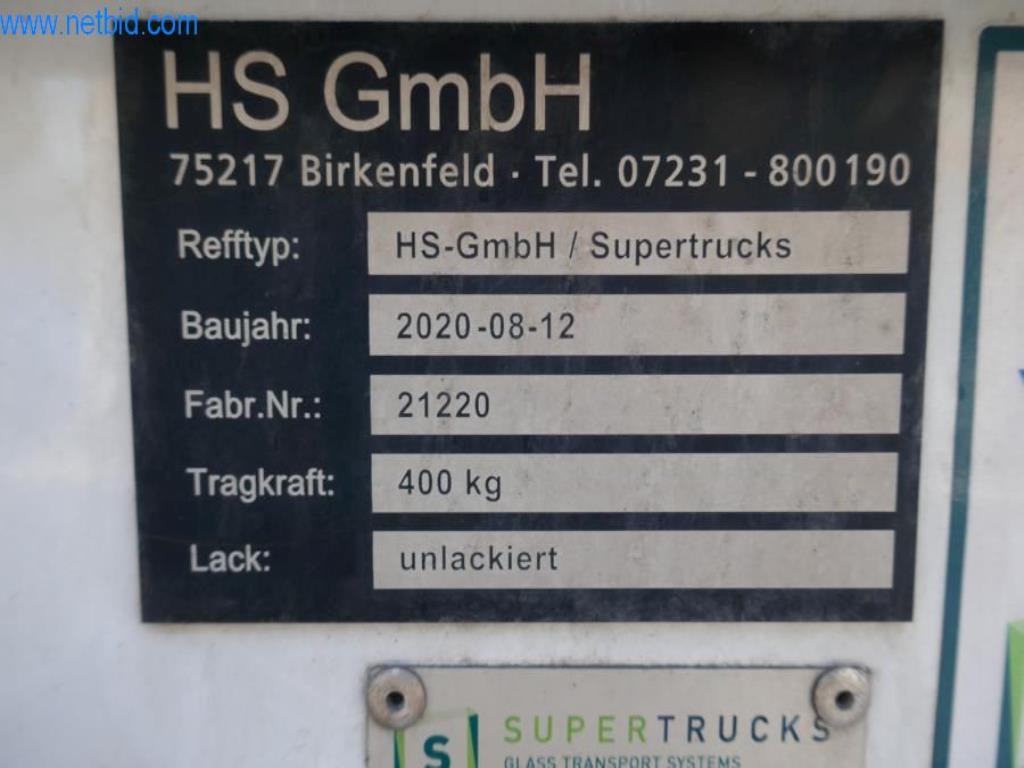 www.netbid.com
HS GmbH
75217 Birkenfeld · Tel. 07231 - 800190
Refftyp: HS-GmbH / Supertrucks
Baujahr: 2020-08-12
Fabr.Nr.: 21220
Tragkraft: 400 kg
Lack: unlackiert
S SUPERTRUCKS
GLASS TRANSPORT SYSTEMS